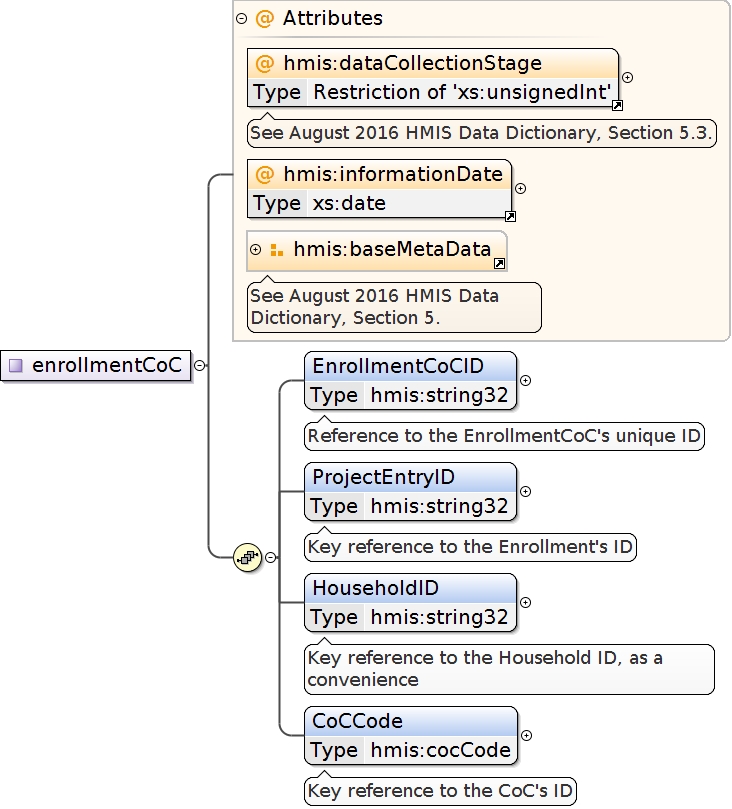 Attributes
hmis:dataCollectionStage
Type Restriction of 'xs:unsignedInt'
See August 2016 HMIS Data Dictionary, Section 5.3.
hmis:informationDate
Type xs:date
hmis:baseMetaData
See August 2016 HMIS Data
Dictionary, Section 5.
enrollmentCoC
EnrollmentCoCID
Type hmis:string32
Reference to the EnrollmentCoC's unique ID
ProjectEntryID
Type hmis:string32
Key reference to the Enrollment's ID
HouseholdID
Type hmis:string32
Key reference to the Household ID, as a
convenience
CoCCode
Type hmis:cocCode
Key reference to the CoC's ID